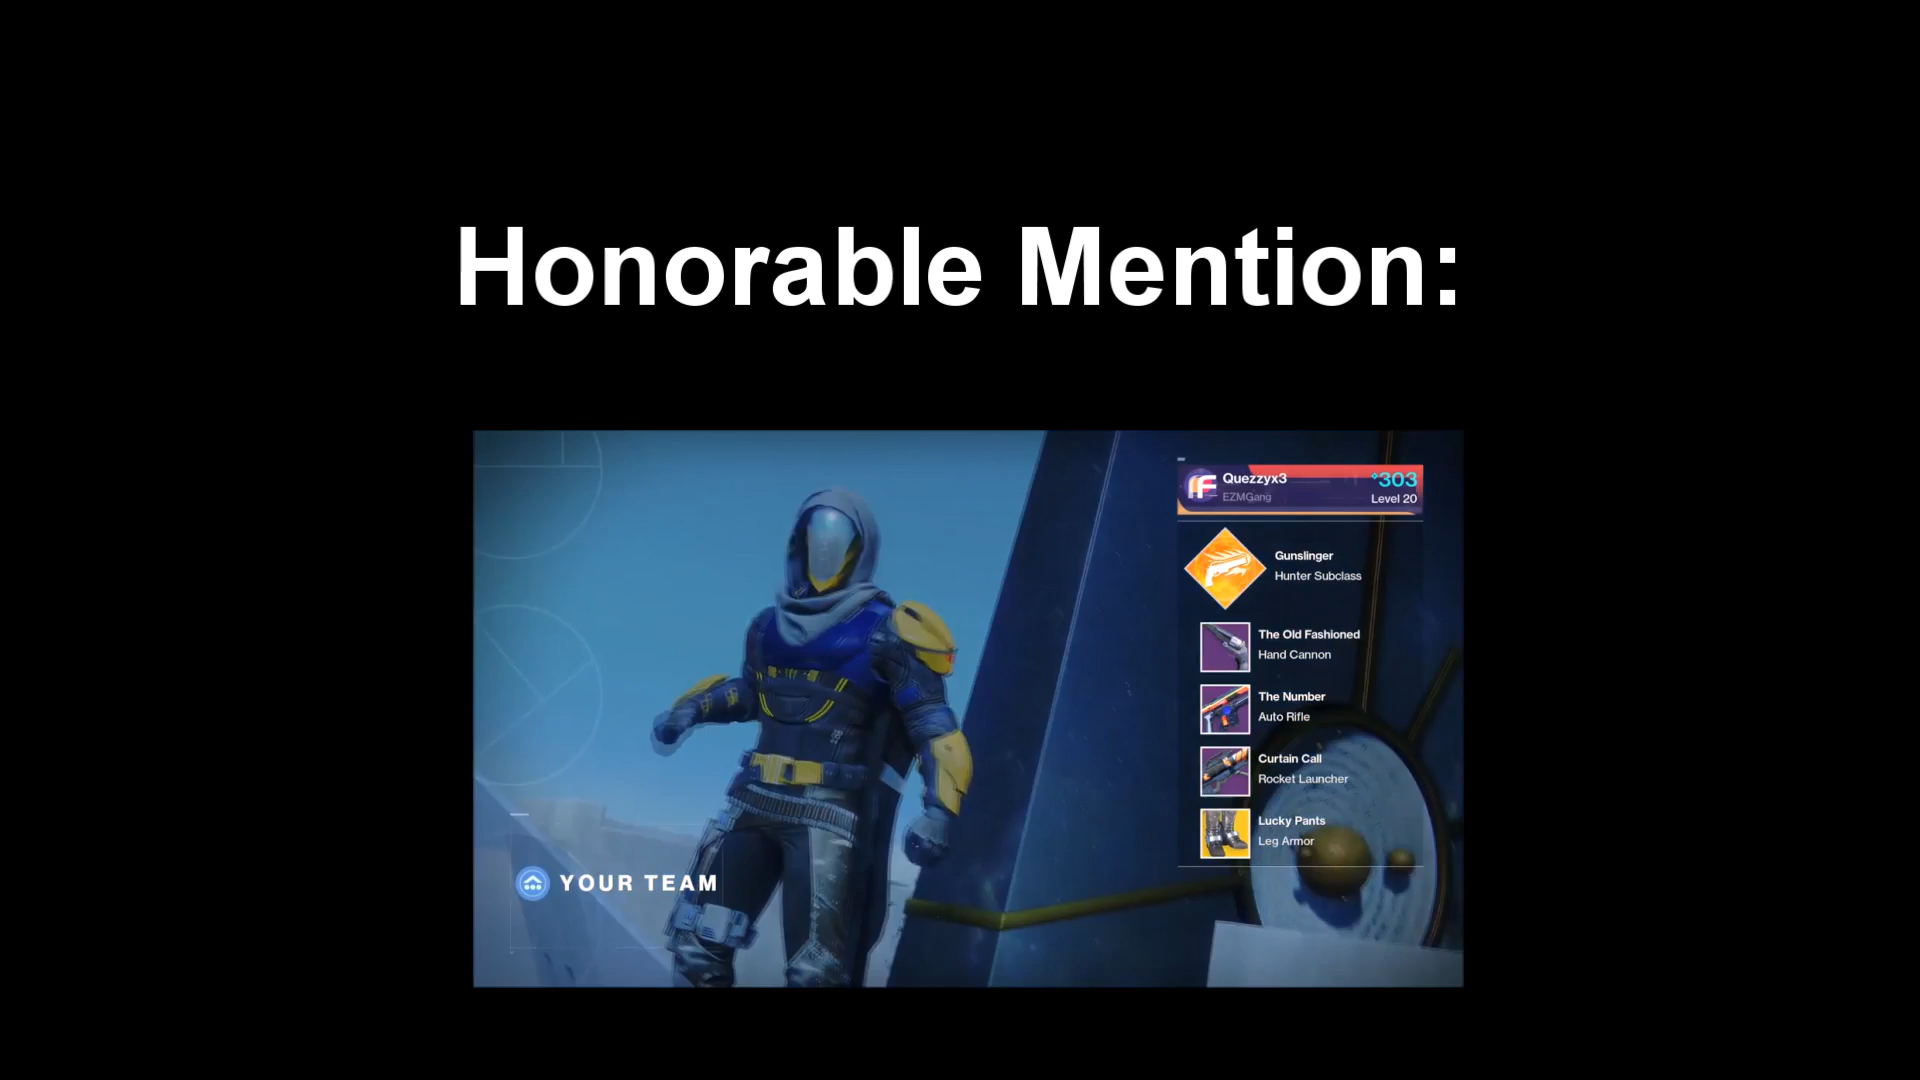 Honorable Mention:
Quezzyx3
303
EZMGang
Level 20
Gunslinger
Hunter Subclass
The Old Fashioned
Hand Cannon
The Number
Auto Rifle
Curtain Call
Rocket Launcher
Lucky Pants
Leg Armor
YOUR TEAM